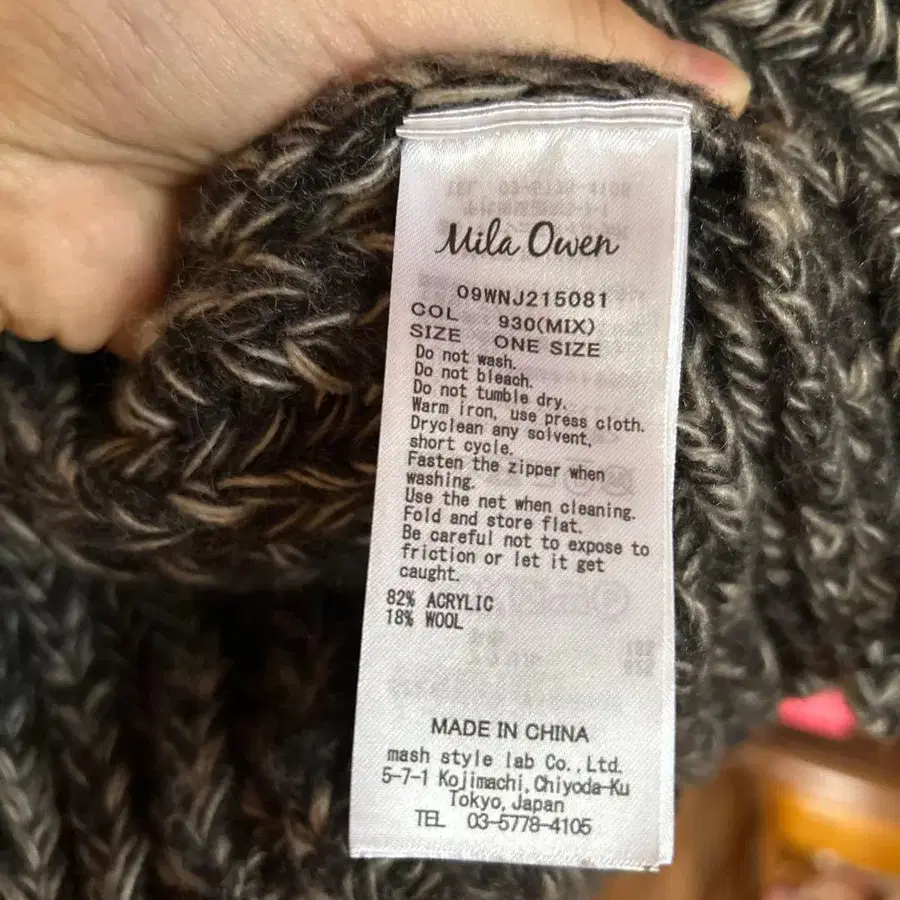 Mila Owen
09WNJ215081
COL 930(MIX)
SIZE ONE SIZE
Do not wash.
Do not bleach.
Do not tumble dry.
Warm iron, use press cloth.
Dryclean any solvent,
short cycle.
Fasten the zipper when
washing.
Use the net when cleaning.
Fold and store flat.
Be careful not to expose to
friction or let it get
caught.
82% ACRYLIC
18% WOOL
MADE IN CHINA
mash style lab Co.,Ltd.
5-7-1 Kojimachi,Chiyoda-Ku
Tokyo,Japan
TEL 03-5778-4105